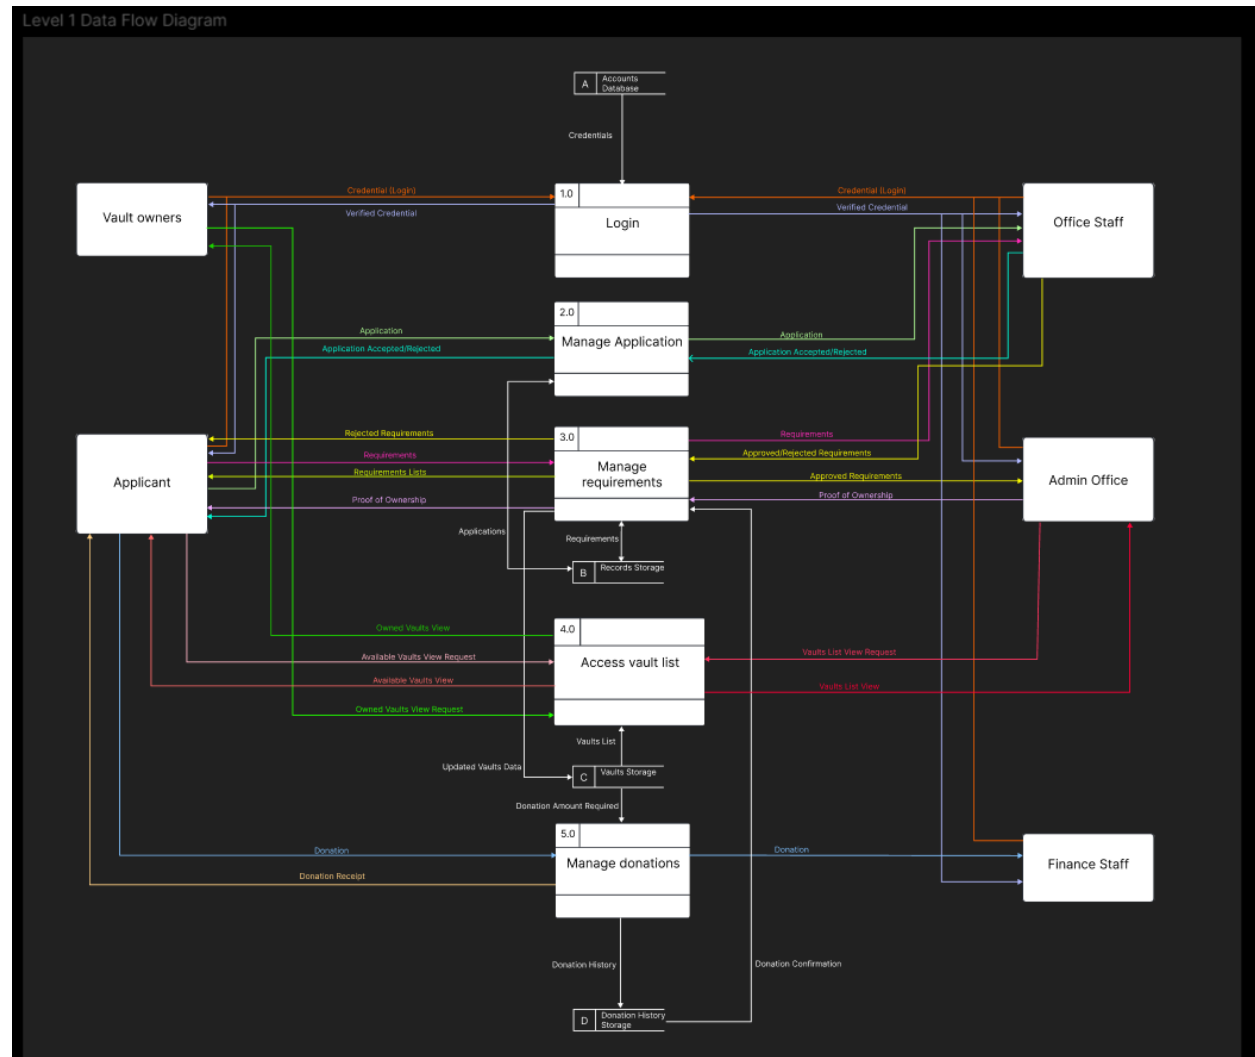 Level 1 Data Flow Diagram
A
Accounts
Database
Credentials
Vault owners
Credential (Login)
Verified Credential
1.0
Login
Credential (Login)
Verified Credential
Office Staff
2.0
Manage Application
Application
Application Accepted/Rejected
Application
Application Accepted/Rejected
Applicant
Rejected Requirements
Requirements
Requirements Lists
Proof of Ownership
3.0
Manage
requirements
Requirements
Approved/Rejected Requirements
Approved Requirements
Proof of Ownership
Admin Office
Applications
Requirements
B
Records Storage
Owned Vaults View
Available Vaults View Request
Available Vaults View
Owned Vaults View Request
4.0
Access vault list
Vaults List View Request
Vaults List View
Vaults List
Updated Vaults Data
C
Vaults Storage
Donation Amount Required
5.0
Manage donations
Donation
Donation Receipt
Donation
Finance Staff
Donation History
Donation Confirmation
D
Donation History
Storage